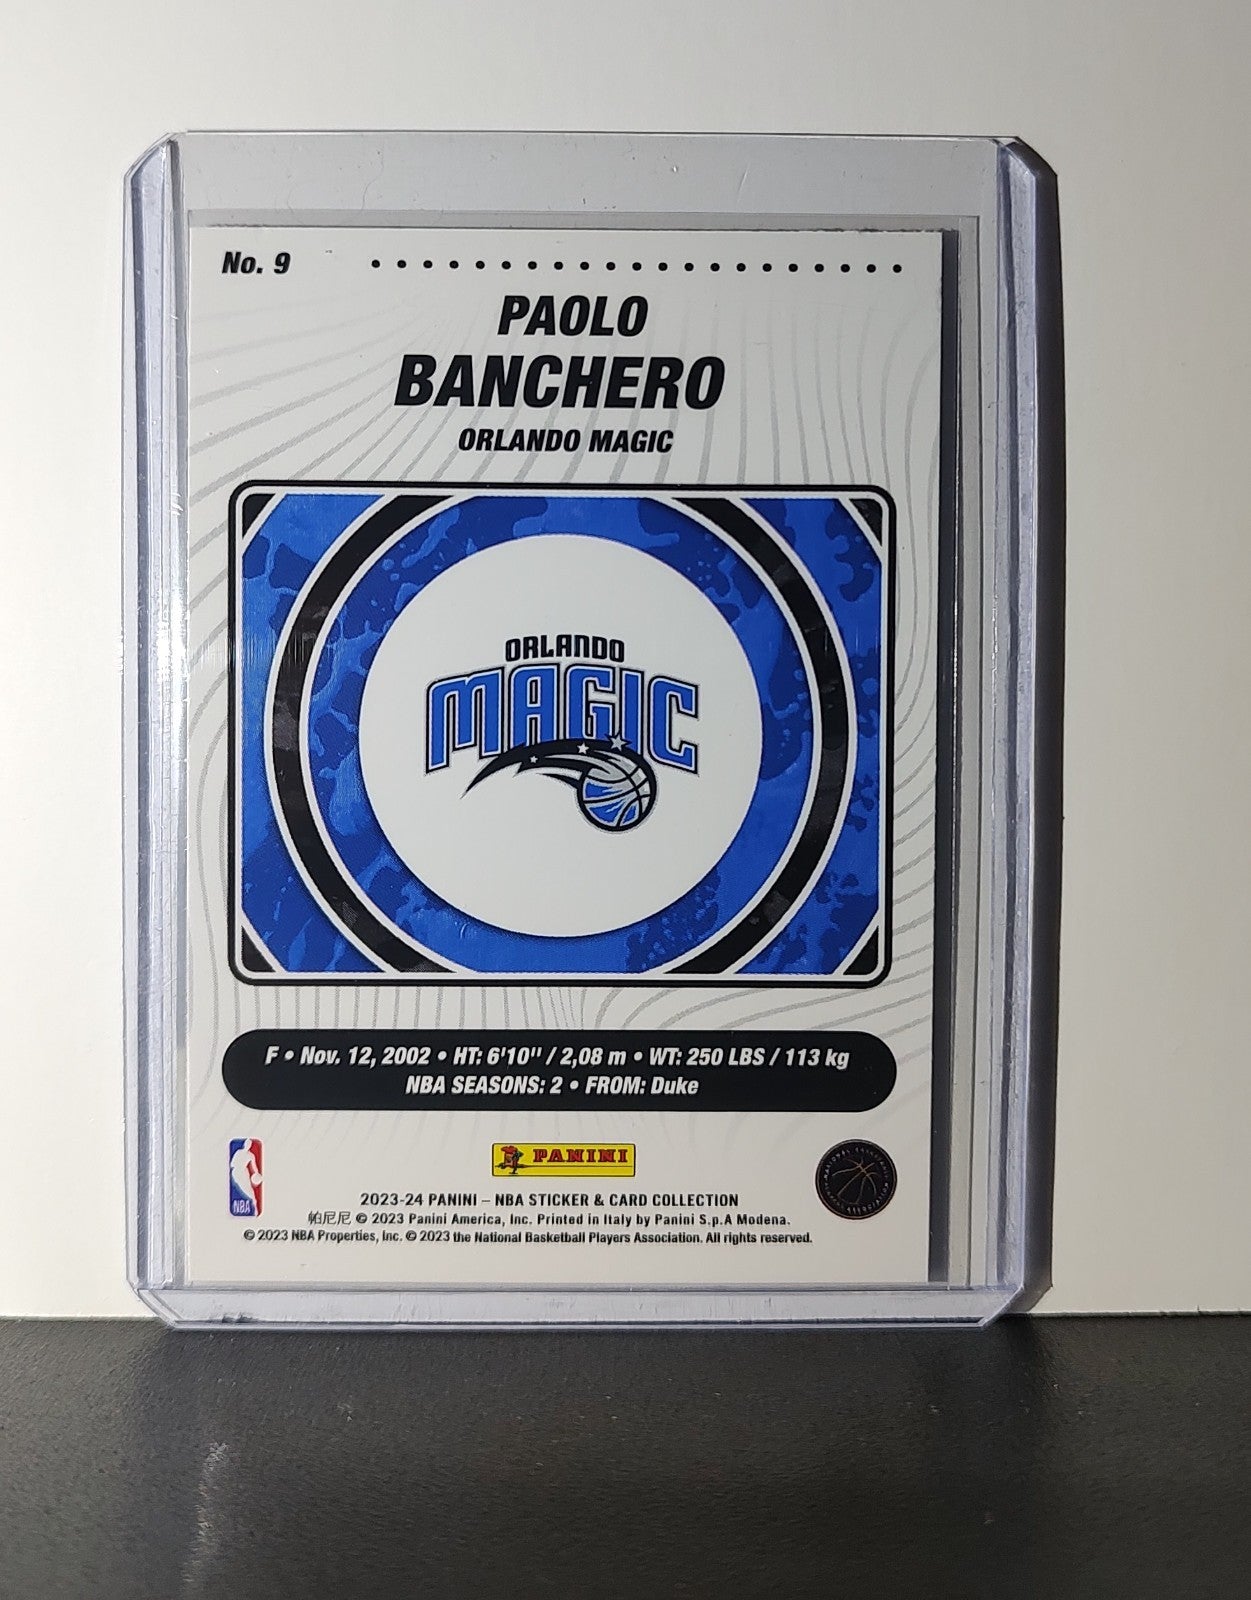 No. 9
PAOLO
BANCHERO
ORLANDO MAGIC
ORLANDO
MAGIC
F • Nov. 12, 2002 • HT: 6'10" / 2,08 m • WT: 250 LBS / 113 kg
NBA SEASONS: 2 • FROM: Duke
NBA
PANINI
2023-24 PANINI – NBA STICKER & CARD COLLECTION
帕尼尼 © 2023 Panini America, Inc. Printed in Italy by Panini S.p.A Modena.
© 2023 NBA Properties, Inc. © 2023 the National Basketball Players Association. All rights reserved.
NATIONAL BASKETBALL
ASSOCIATION